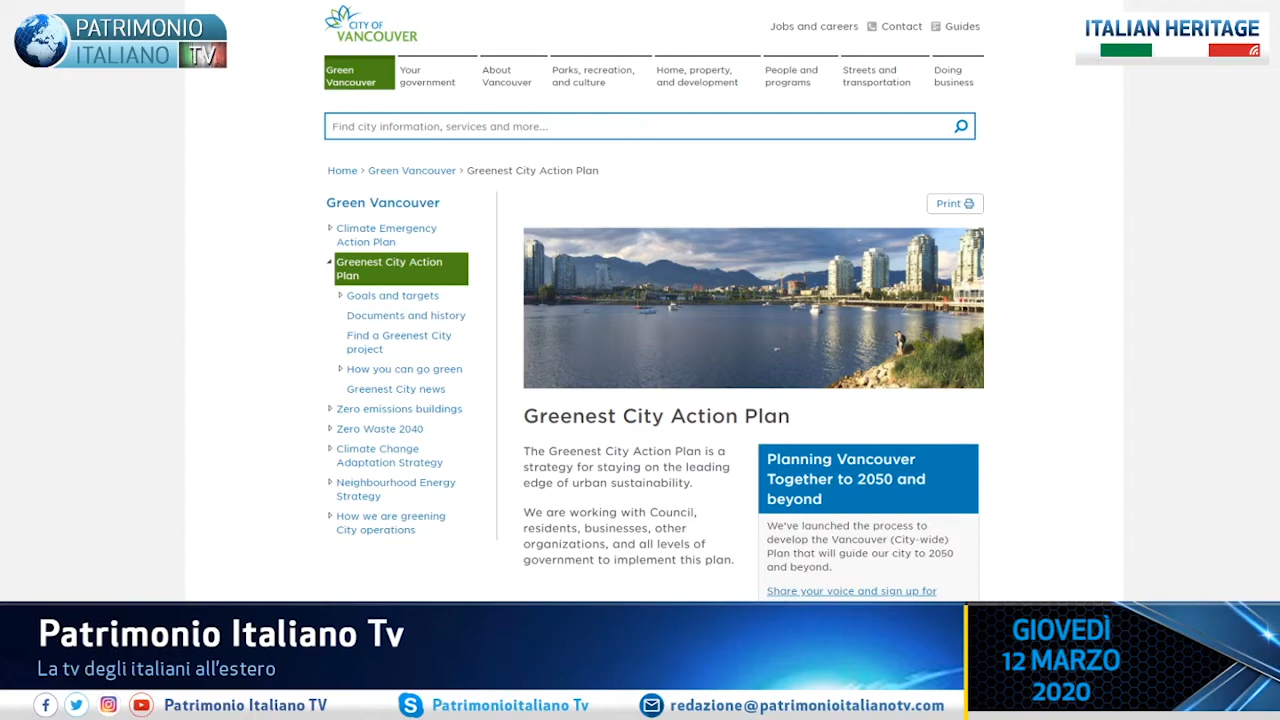 PATRIMONIO
ITALIANO TV
ITALIAN HERITAGE
CITY OF
VANCOUVER
Jobs and careers Contact Guides
Green
Vancouver
Your
government
About
Vancouver
Parks, recreation,
and culture
Home, property,
and development
People and
programs
Streets and
transportation
Doing
business
Find city information, services and more...
Home > Green Vancouver > Greenest City Action Plan
Green Vancouver
Print
Climate Emergency
Action Plan
Greenest City Action
Plan
Goals and targets
Documents and history
Find a Greenest City
project
How you can go green
Greenest City news
Zero emissions buildings
Zero Waste 2040
Climate Change
Adaptation Strategy
Neighbourhood Energy
Strategy
How we are greening
City operations
Greenest City Action Plan
The Greenest City Action Plan is a
strategy for staying on the leading
edge of urban sustainability.
We are working with Council,
residents, businesses, other
organizations, and all levels of
government to implement this plan.
Planning Vancouver
Together to 2050 and
beyond
We've launched the process to
develop the Vancouver (City-wide)
Plan that will guide our city to 2050
and beyond.
Share your voice and sign up for
Patrimonio Italiano Tv
La tv degli italiani all'estero
GIOVEDÌ
12 MARZO
2020
Patrimonio Italiano TV
Patrimonioitaliano Tv
redazione@patrimonioitalianotv.com